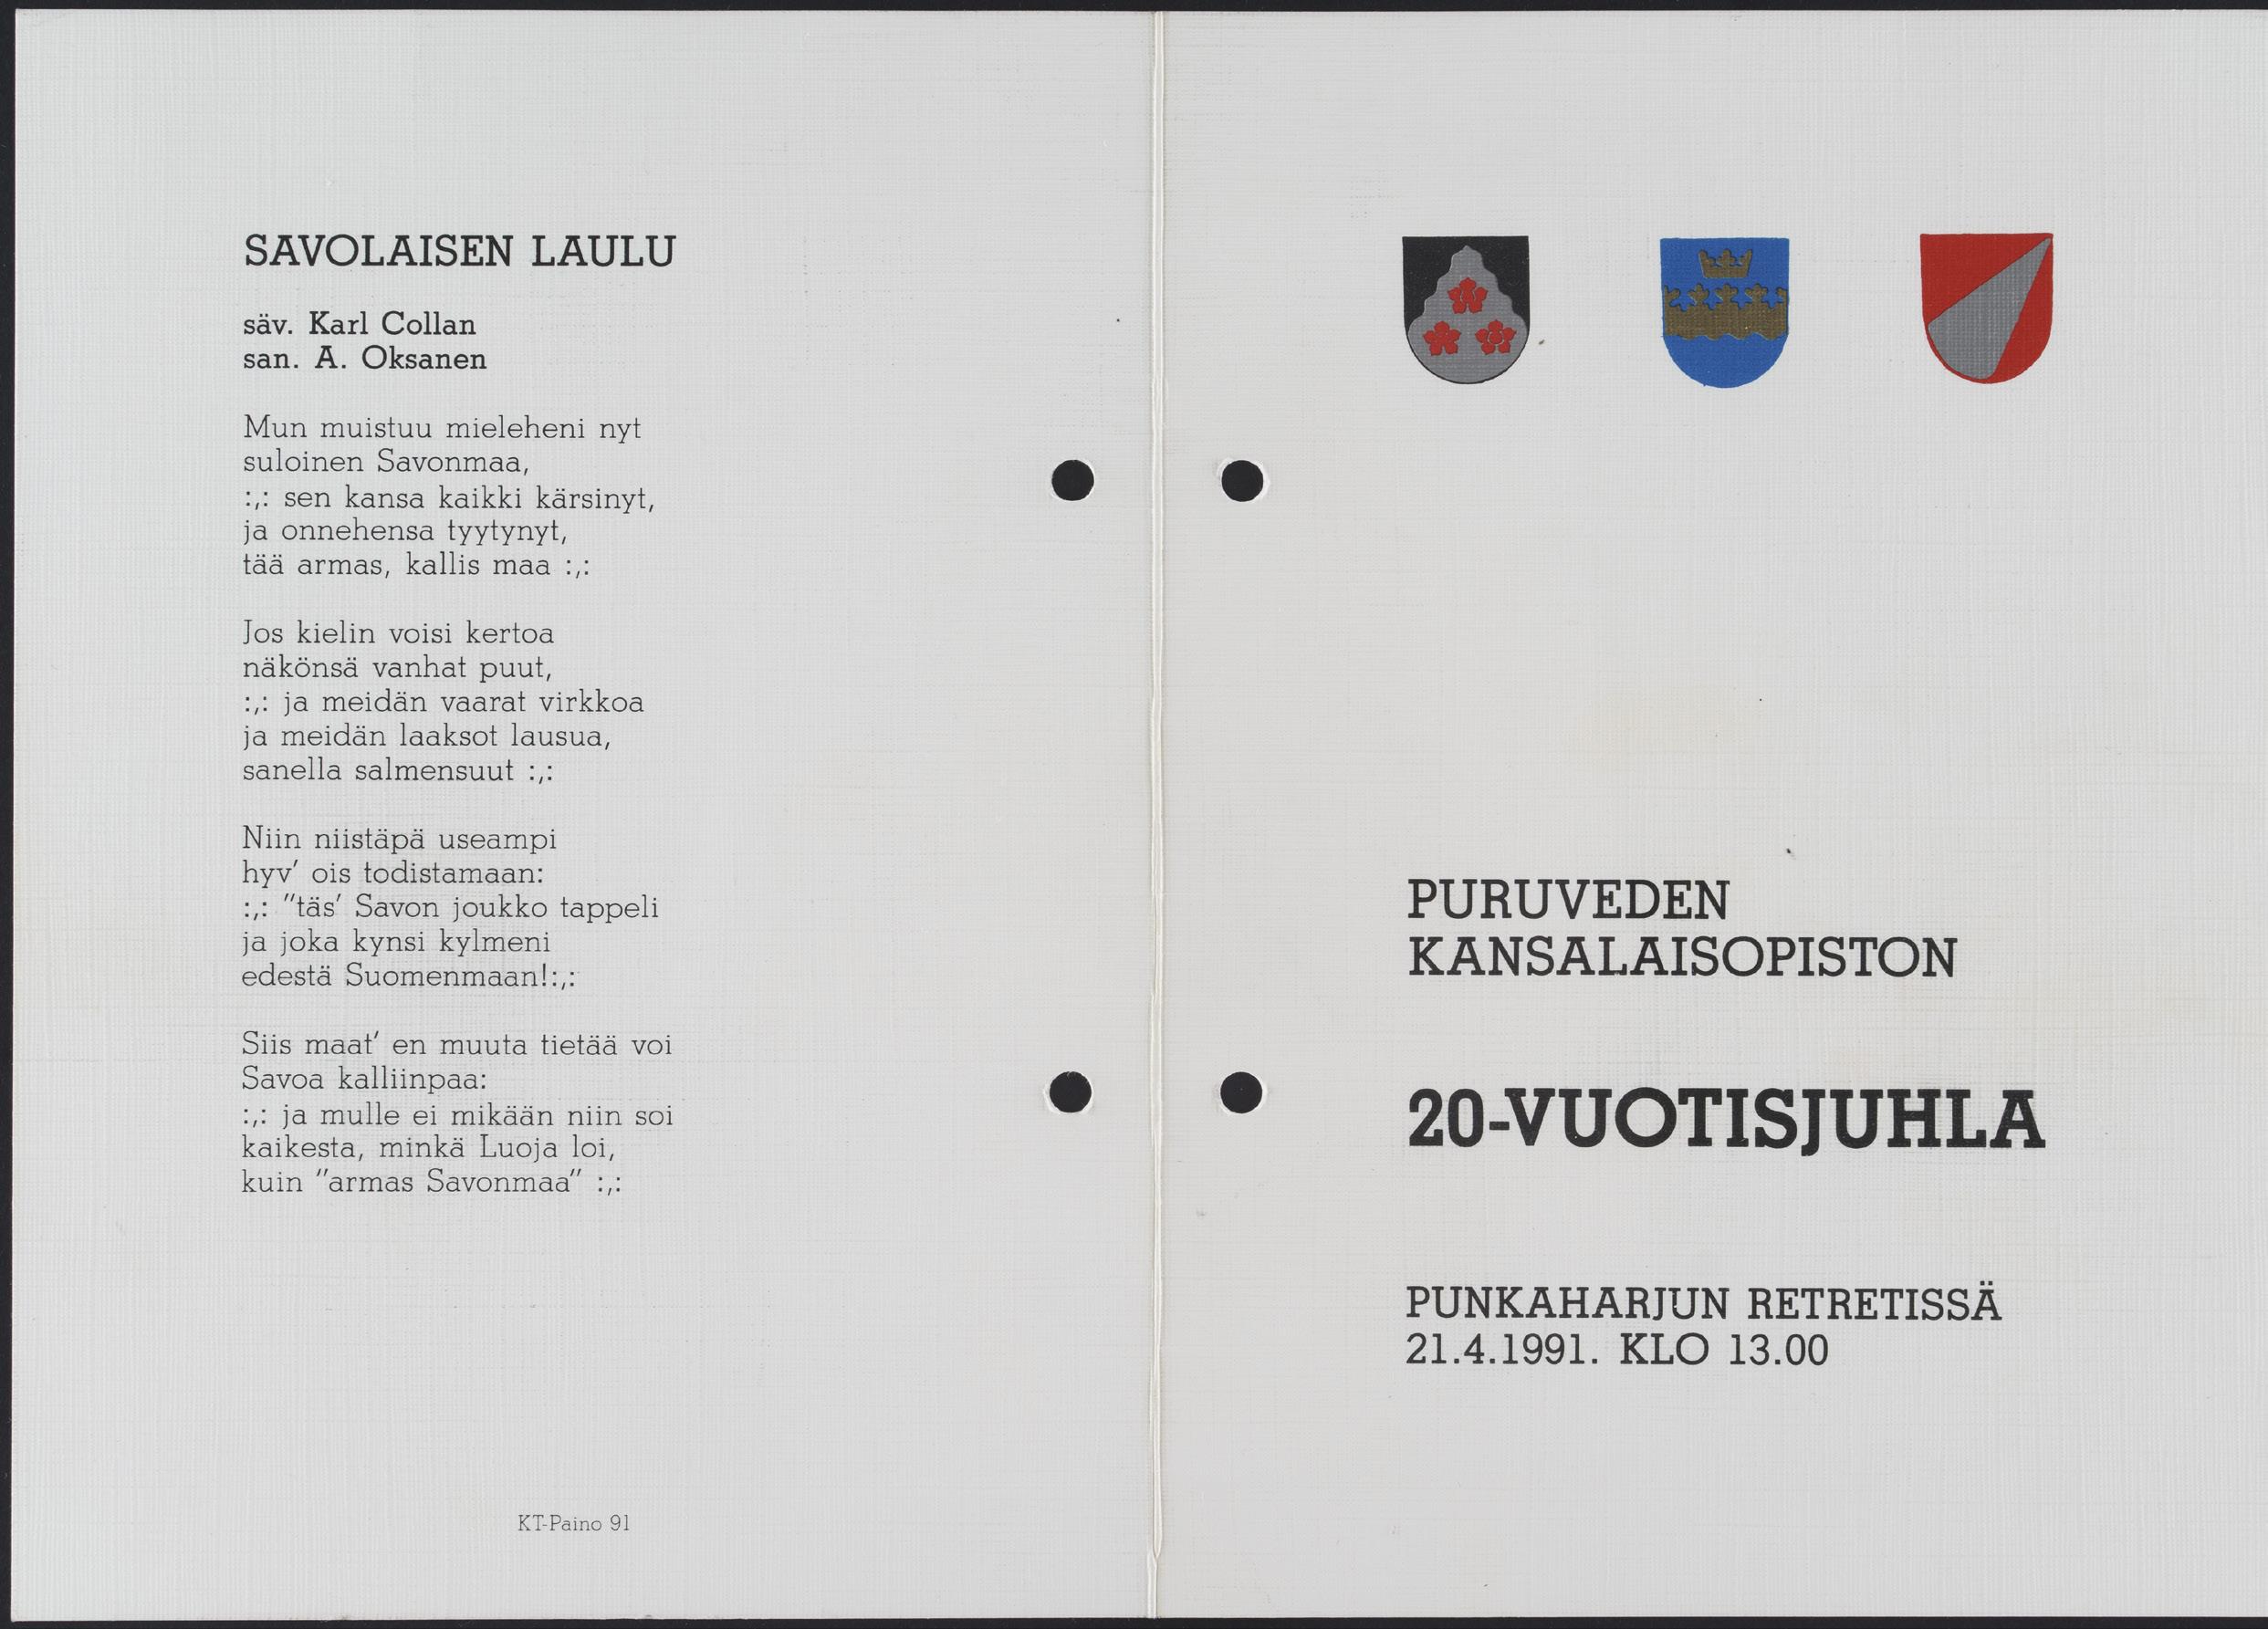 SAVOLAISEN LAULU
säv. Karl Collan
san. A. Oksanen
Mun muistuu mieleheni nyt
suloinen Savonmaa,
:,: sen kansa kaikki kärsinyt,
ja onnehensa tyytynyt,
tää armas, kallis maa :,:
Jos kielin voisi kertoa
näkönsä vanhat puut,
:,: ja meidän vaarat virkkoa
ja meidän laaksot lausua,
sanella salmensuut :,:
Niin niistäpä useampi
hyv' ois todistamaan:
:,: "täs' Savon joukko tappeli
ja joka kynsi kylmeni
edestä Suomenmaan!:,:
Siis maat' en muuta tietää voi
Savoa kalliinpaa:
:,: ja mulle ei mikään niin soi
kaikesta, minkä Luoja loi,
kuin "armas Savonmaa" :,:
KT-Paino 91
PURUVEDEN
KANSALAISOPISTON
20-VUOTISJUHLA
PUNKAHARJUN RETRETISSÄ
21.4.1991. KLO 13.00